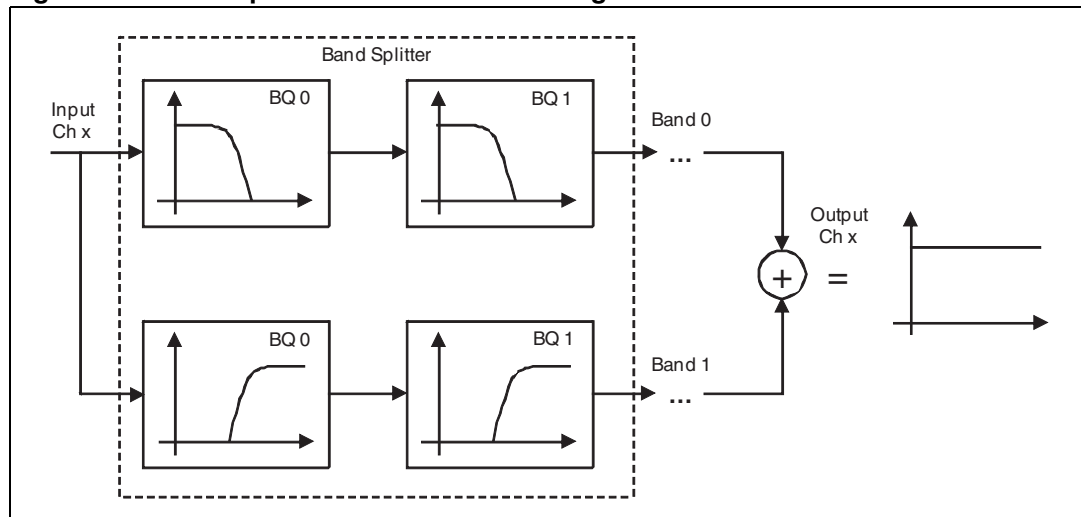 Band Splitter
BQ 0
BQ 1
Input
Ch x
Band 0
...
Output
Ch x
+
=
BQ 0
BQ 1
Band 1
...